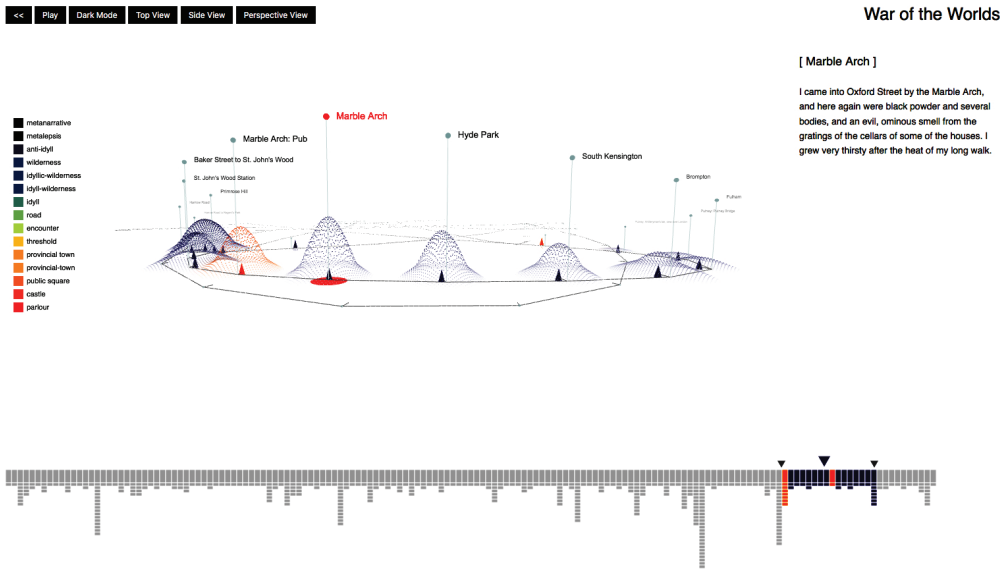 << Play Dark Mode Top View Side View Perspective View
War of the Worlds
[ Marble Arch ]
I came into Oxford Street by the Marble Arch,
and here again were black powder and several
bodies, and an evil, ominous smell from the
gratings of the cellars of some of the houses. I
grew very thirsty after the heat of my long walk.
Marble Arch
Marble Arch: Pub
Hyde Park
Baker Street to St. John's Wood
South Kensington
St. John's Wood Station
Brompton
Primrose Hill
Fulham
metanarrative
metalepsis
anti-idyll
wilderness
idyllic-wilderness
idyll-wilderness
idyll
road
encounter
threshold
provincial town
provincial-town
public square
castle
parlour